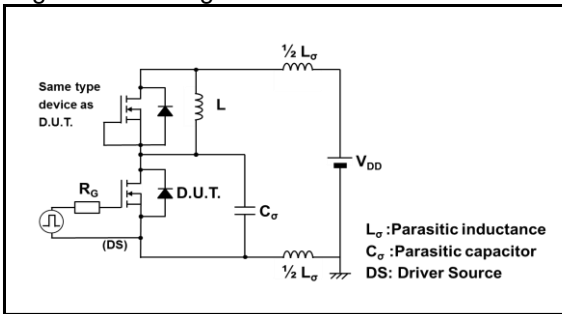 ½ Lσ
Same type
device as
D.U.T.
L
VDD
RG
D.U.T.
Cσ
(DS)
½ Lσ
Lσ :Parasitic inductance
Cσ :Parasitic capacitor
DS: Driver Source